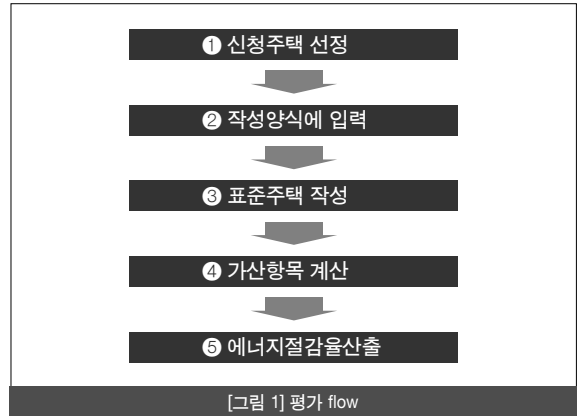 ❶ 신청주택 선정
❷ 작성양식에 입력
❸ 표준주택 작성
❹ 가산항목 계산
❺ 에너지절감율산출
[그림 1] 평가 flow